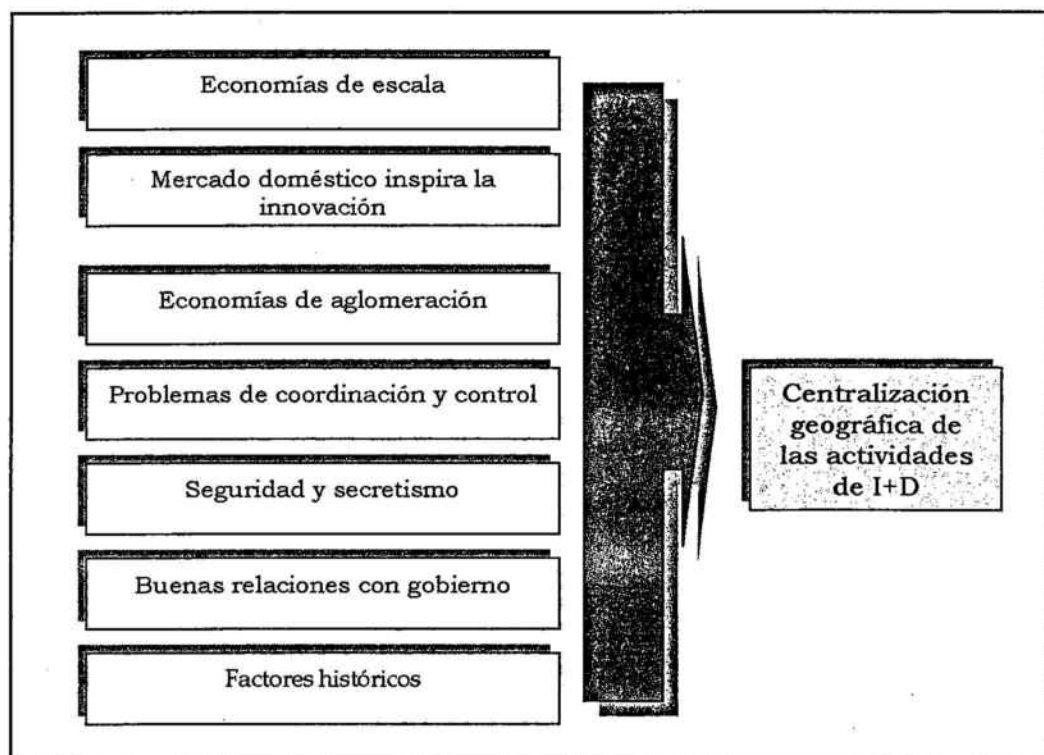 Economías de escala
Mercado doméstico inspira la
innovación
Economías de aglomeración
Problemas de coordinación y control
Seguridad y secretismo
Buenas relaciones con gobierno
Factores históricos
Centralización
geográfica de
las actividades
de I+D